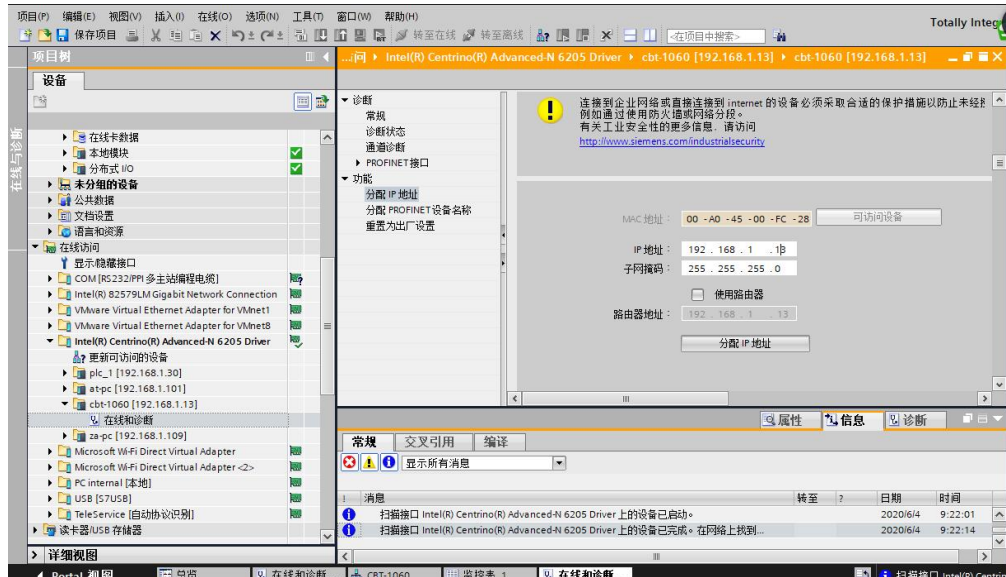 项目(P) 编辑(E) 视图(V) 插入(I) 在线(O) 选项(N) 工具(T) 窗口(W) 帮助(H)
Totally Integ
保存项目 转至在线 转至离线 <在项目中搜索>
项目树
...问] Intel(R) Centrino(R) Advanced-N 6205 Driver cbt-1060 [192.168.1.13] cbt-1060 [192.168.1.13]
设备
在线与诊断
在线卡数据
本地模块
分布式 I/O
未分组的设备
公共数据
文档设置
语言和资源
在线访问
显示/隐藏接口
COM [RS232/PPI 多主站编程电缆]
Intel(R) 82579LM Gigabit Network Connection
VMware Virtual Ethernet Adapter for VMnet1
VMware Virtual Ethernet Adapter for VMnet8
Intel(R) Centrino(R) Advanced-N 6205 Driver
更新可访问的设备
plc_1 [192.168.1.30]
at-pc [192.168.1.101]
cbt-1060 [192.168.1.13]
在线和诊断
za-pc [192.168.1.109]
Microsoft Wi-Fi Direct Virtual Adapter
Microsoft Wi-Fi Direct Virtual Adapter <2>
PC internal [本地]
USB [S7USB]
TeleService [自动协议识别]
读卡器/USB 存储器
详细视图
诊断
常规
诊断状态
通道诊断
PROFINET 接口
功能
分配 IP 地址
分配 PROFINET 设备名称
重置为出厂设置
连接到企业网络或直接连接到 internet 的设备必须采取合适的保护措施以防止未经
例如通过使用防火墙或网络分段。
有关工业安全性的更多信息, 请访问
http://www.siemens.com/industrialsecurity
MAC 地址: 00 -A0 -45 -00 -FC -28 可访问设备
IP 地址: 192 . 168 . 1 . 13
子网掩码: 255 . 255 . 255 . 0
使用路由器
路由器地址: 192 . 168 . 1 . 13
分配 IP 地址
属性 信息 诊断
常规 交叉引用 编译
显示所有消息
! 消息 转至 ? 日期 时间
扫描接口 Intel(R) Centrino(R) Advanced-N 6205 Driver 上的设备已启动。 2020/6/4 9:22:01
扫描接口 Intel(R) Centrino(R) Advanced-N 6205 Driver 上的设备已完成。在网络上找到... 2020/6/4 9:22:14
Portal 视图 总览 在线和诊断 CBT-1060 监控表_1 在线和诊断 扫描接口 Intel(R) Centrin